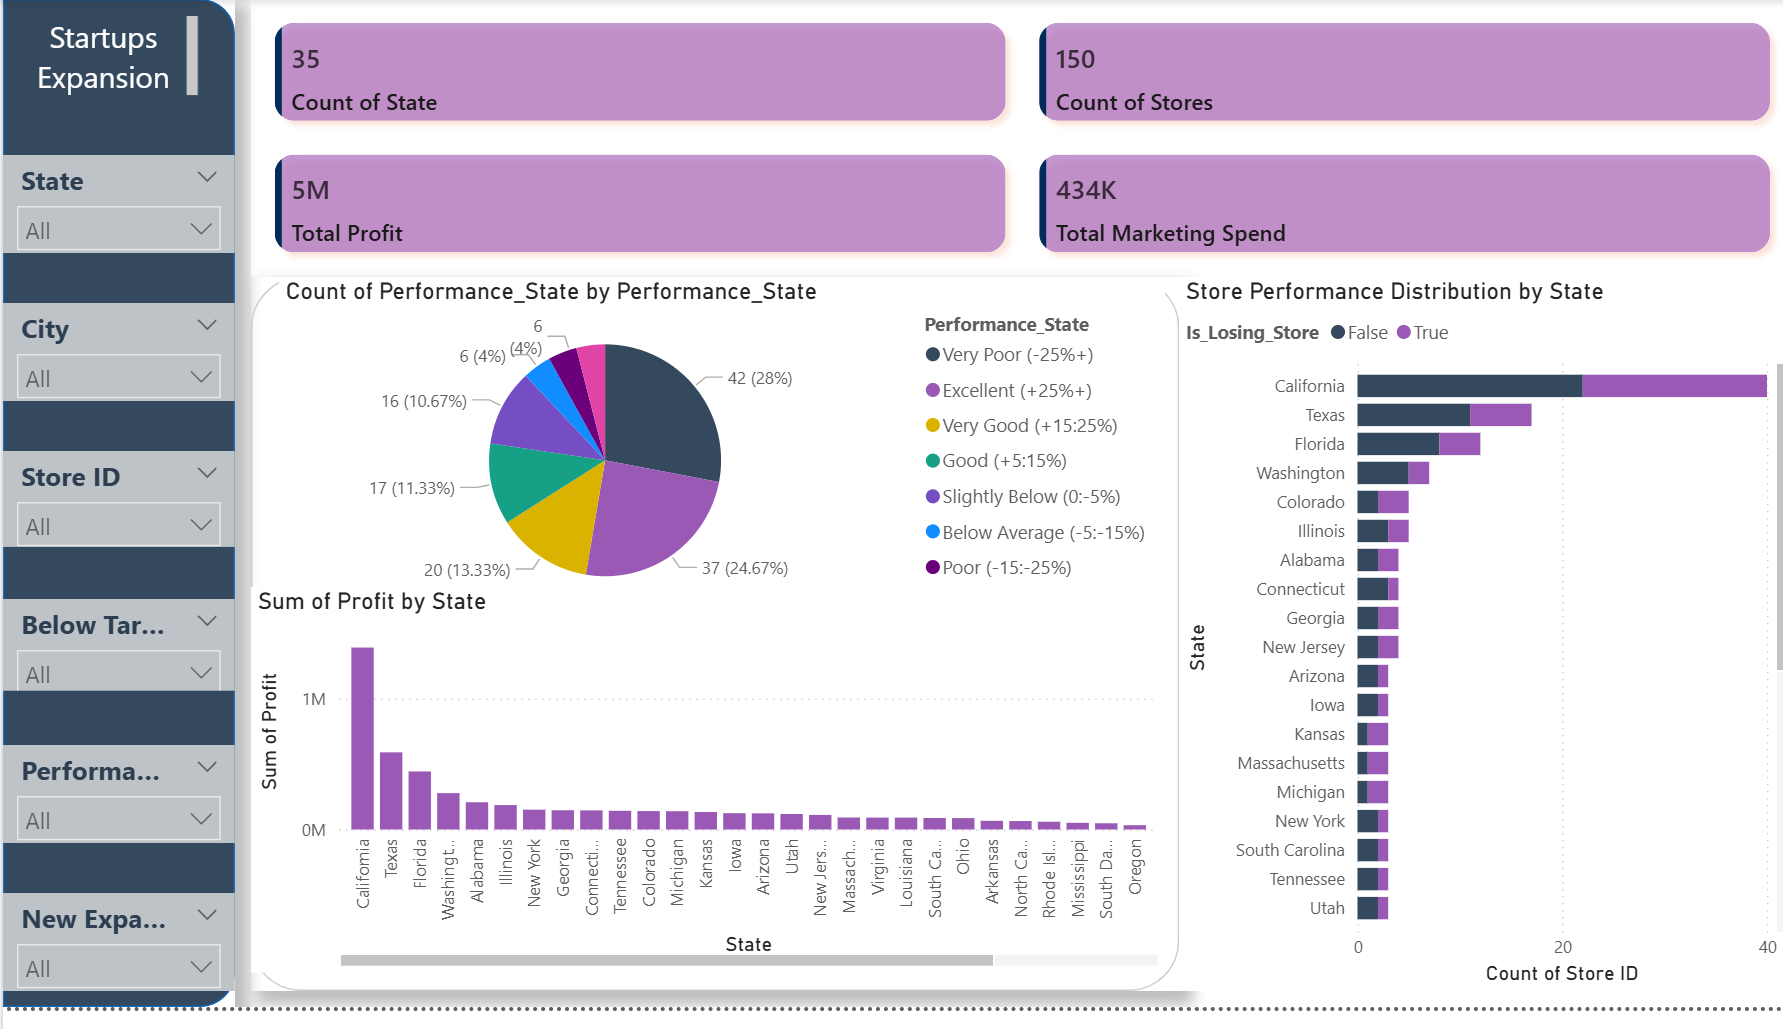 Startups
Expansion
State
All
City
All
Store ID
All
Below Tar...
All
Performa...
All
New Expa...
All
35
Count of State
150
Count of Stores
5M
Total Profit
434K
Total Marketing Spend
Count of Performance_State by Performance_State
6
(4%)
6 (4%)
16 (10.67%)
17 (11.33%)
20 (13.33%)
42 (28%)
37 (24.67%)
Performance_State
Very Poor (-25%+)
Excellent (+25%+)
Very Good (+15:25%)
Good (+5:15%)
Slightly Below (0:-5%)
Below Average (-5:-15%)
Poor (-15:-25%)
Sum of Profit by State
Sum of Profit
1M
0M
California
Texas
Florida
Washingt...
Alabama
Illinois
New York
Georgia
Connecti...
Tennessee
Colorado
Michigan
Kansas
Iowa
Arizona
Utah
New Jers...
Massach...
Virginia
Louisiana
South Ca...
Ohio
Arkansas
North Ca...
Rhode Isl...
Mississippi
South Da...
Oregon
State
Store Performance Distribution by State
Is_Losing_Store False True
State
California
Texas
Florida
Washington
Colorado
Illinois
Alabama
Connecticut
Georgia
New Jersey
Arizona
Iowa
Kansas
Massachusetts
Michigan
New York
South Carolina
Tennessee
Utah
0 20 40
Count of Store ID